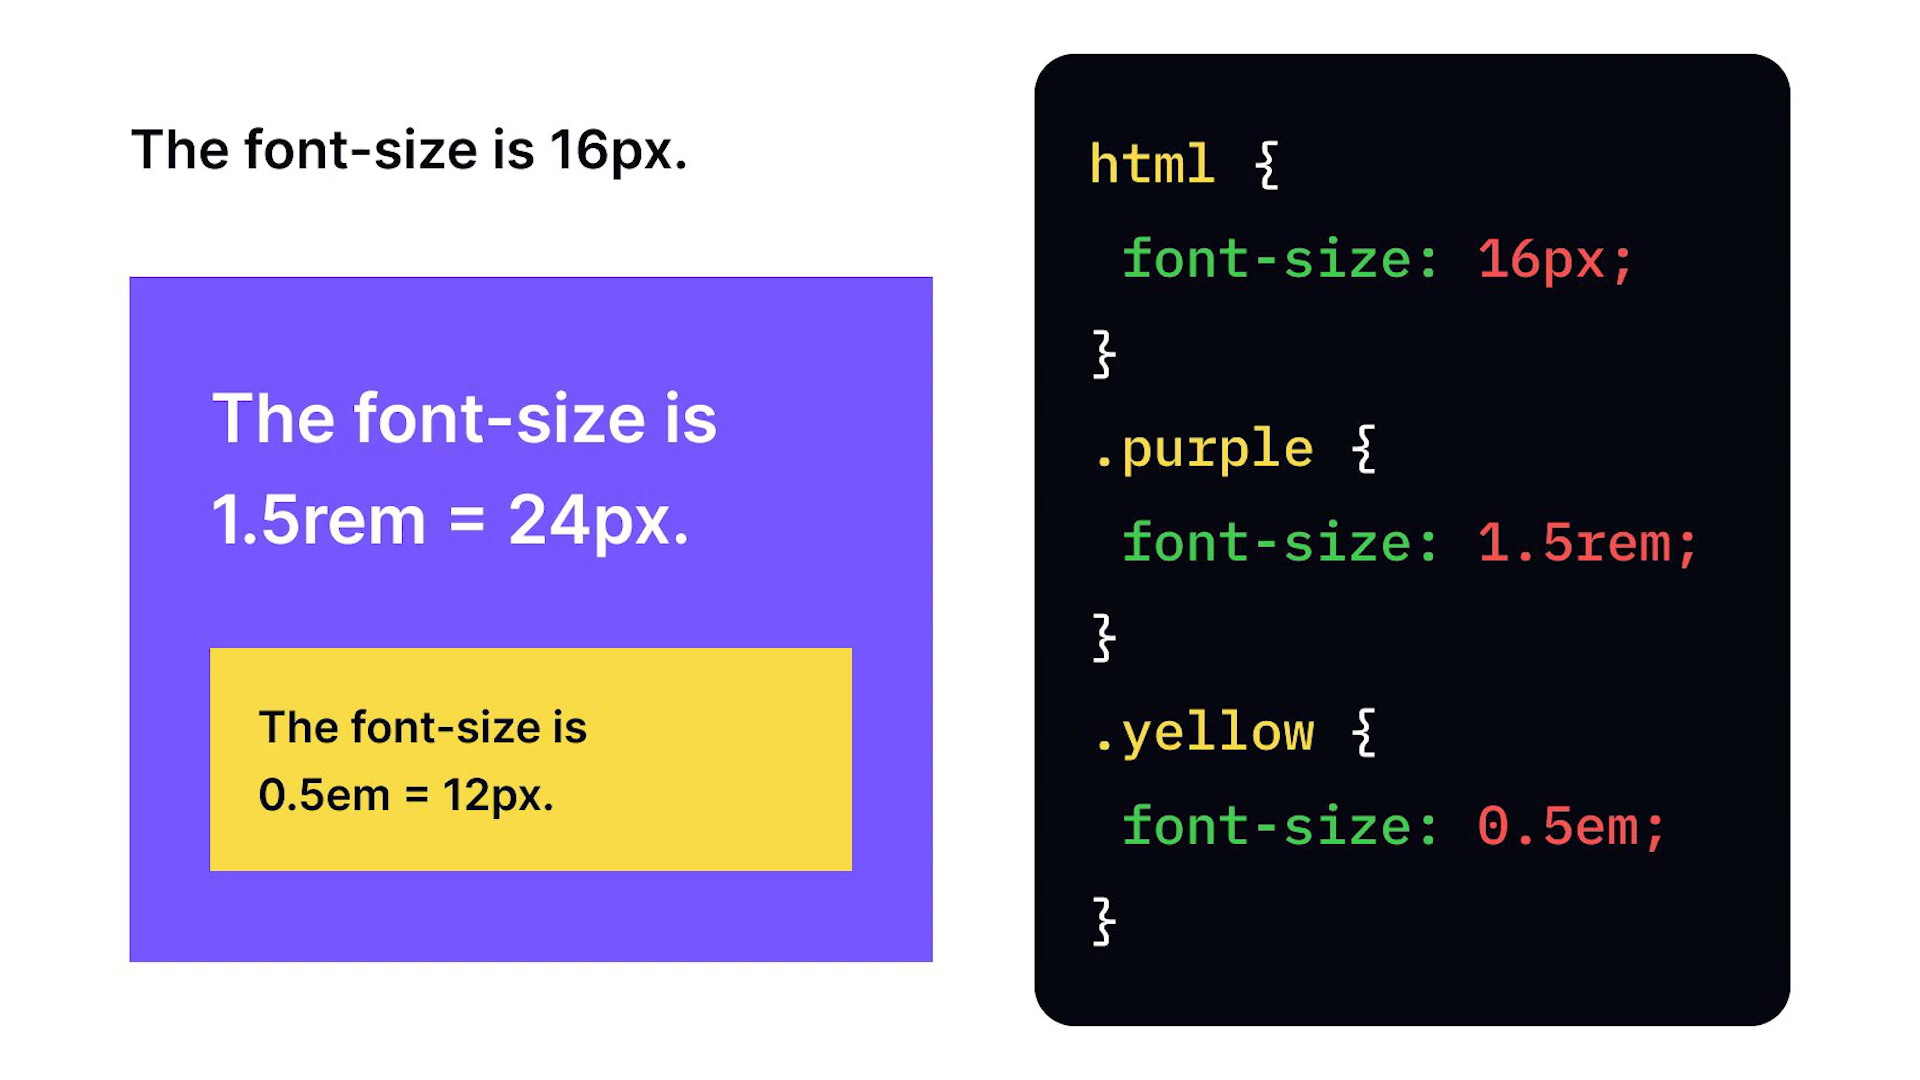 The font-size is 16px.
The font-size is
1.5rem = 24px.
The font-size is
0.5em = 12px.
html {
font-size: 16px;
}
.purple {
font-size: 1.5rem;
}
.yellow {
font-size: 0.5em;
}